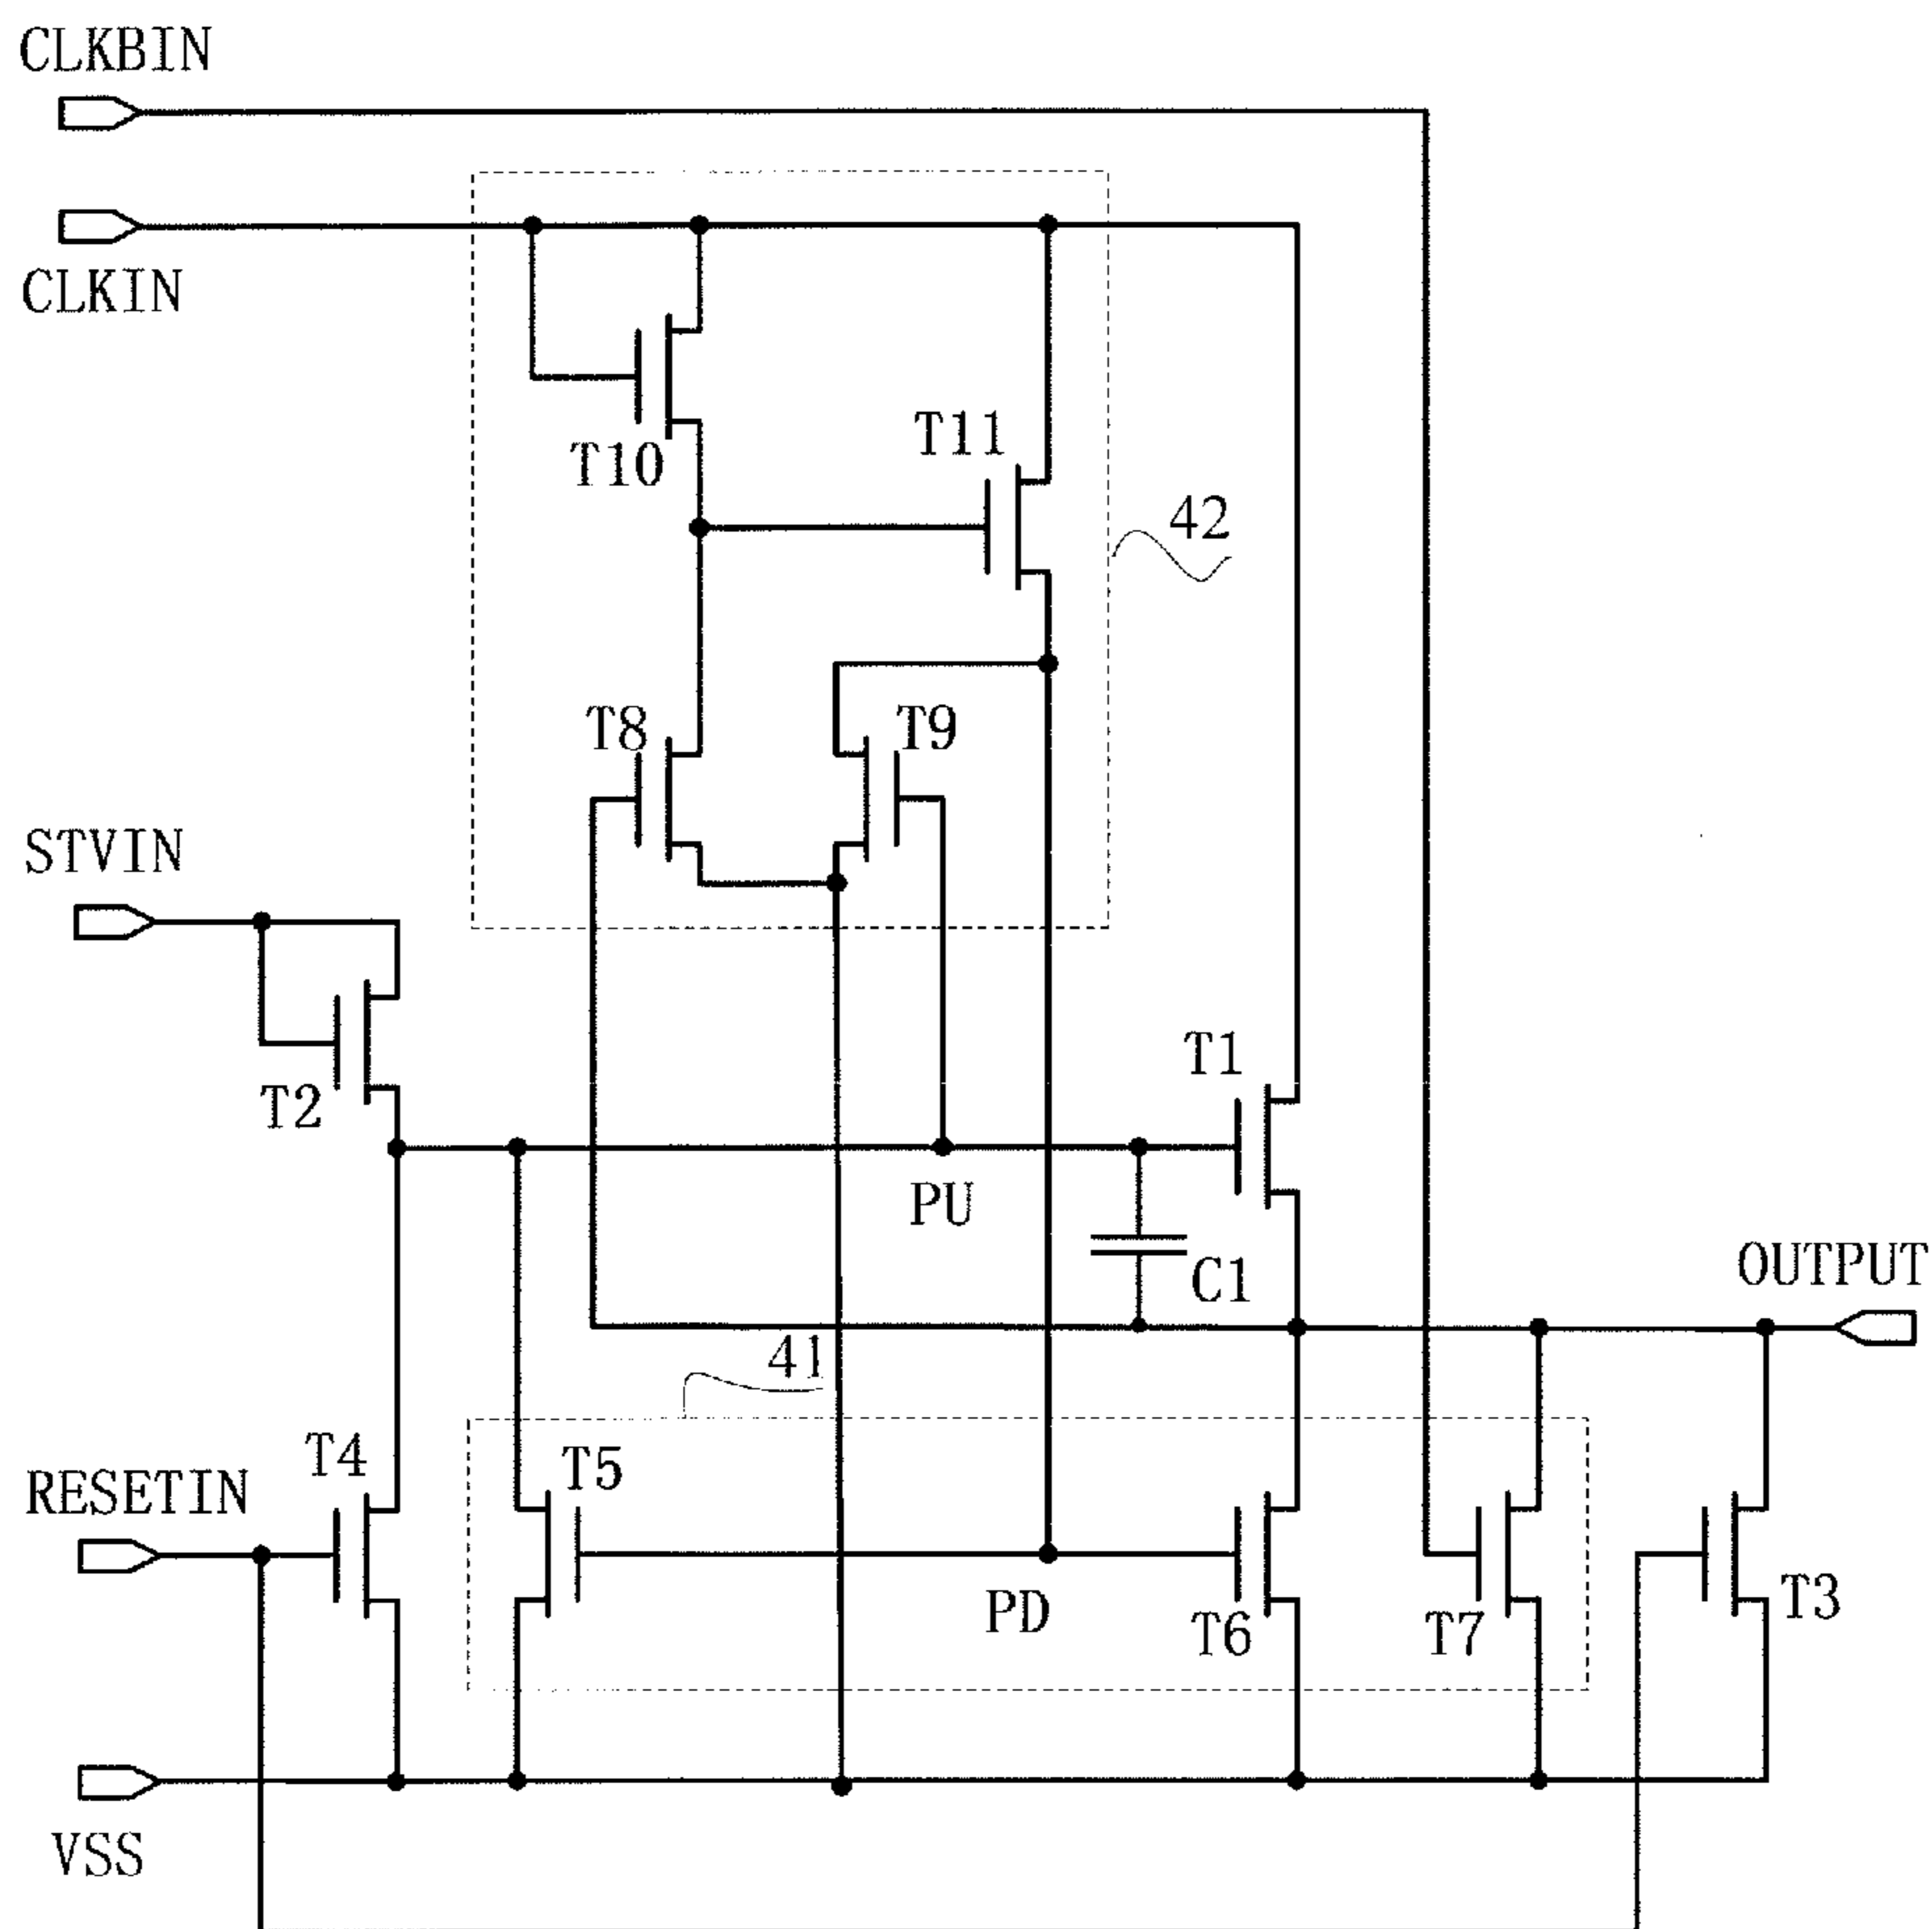 CLKBIN
CLKIN
T10
T11
42
T8
T9
STVIN
T2
T1
PU
C1
OUTPUT
41
T4
T5
RESETIN
PD
T6
T7
T3
VSS